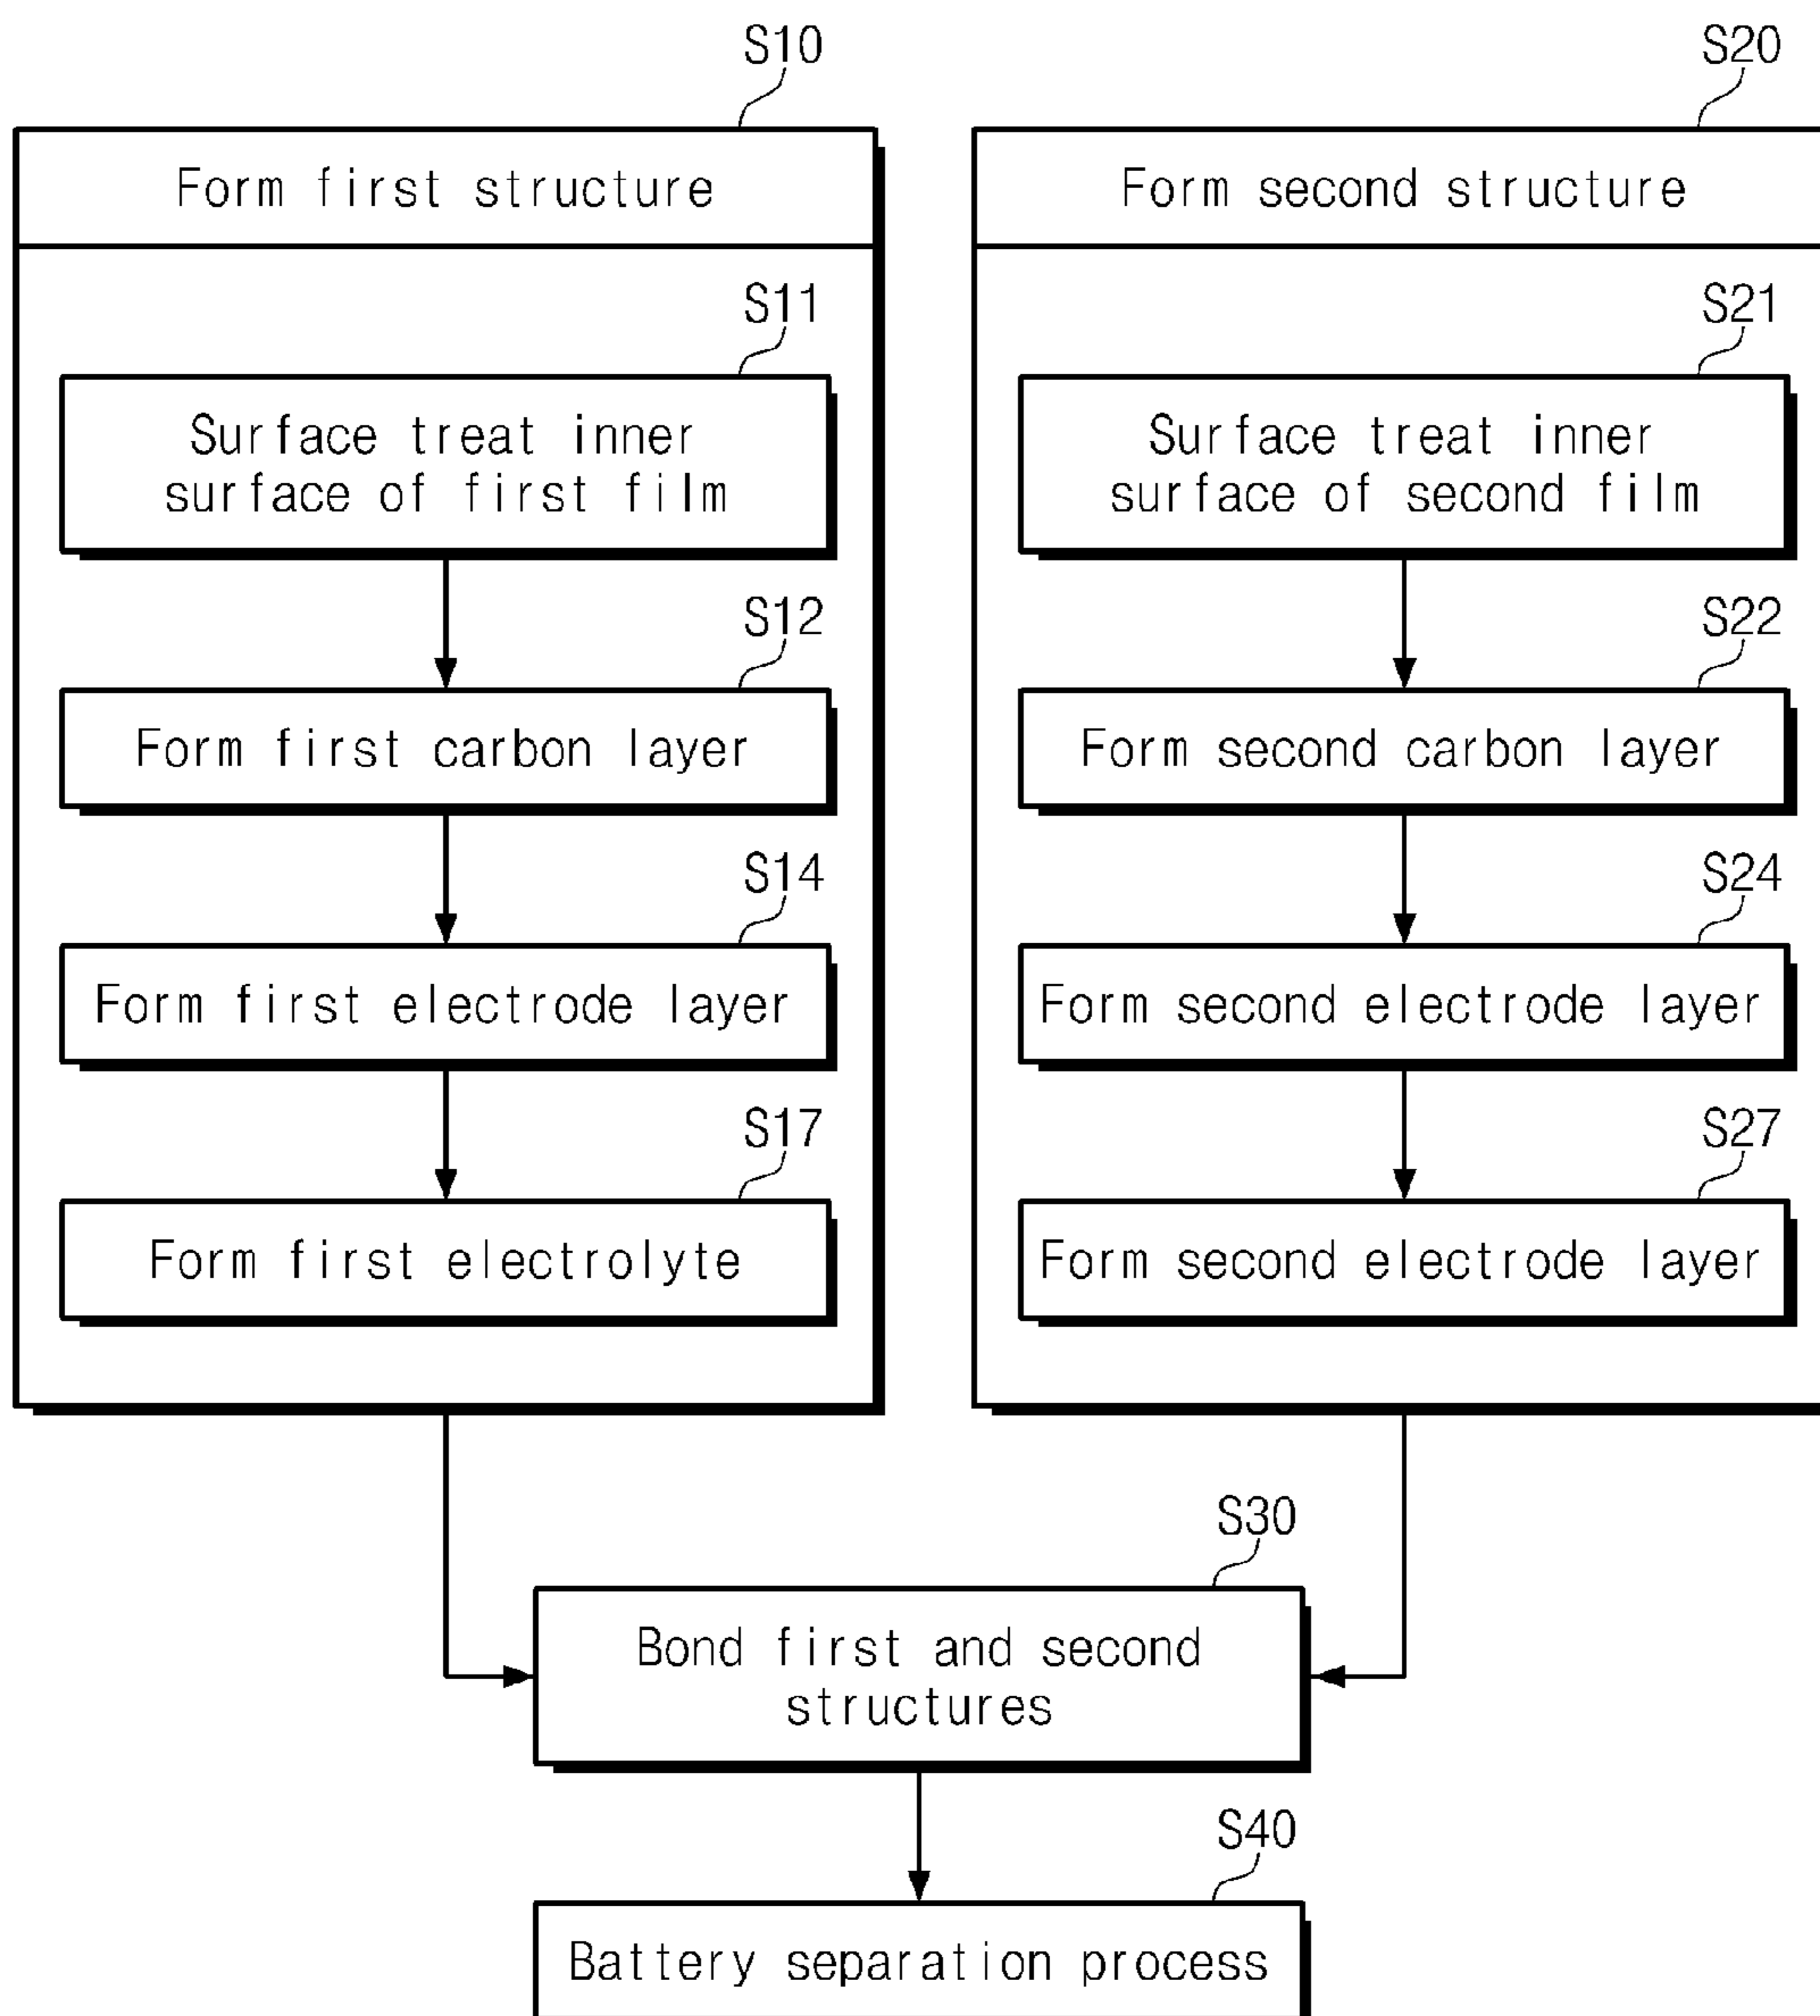 S10
Form first structure
S11
Surface treat inner
surface of first film
S12
Form first carbon layer
S14
Form first electrode layer
S17
Form first electrolyte
S20
Form second structure
S21
Surface treat inner
surface of second film
S22
Form second carbon layer
S24
Form second electrode layer
S27
Form second electrode layer
S30
Bond first and second
structures
S40
Battery separation process